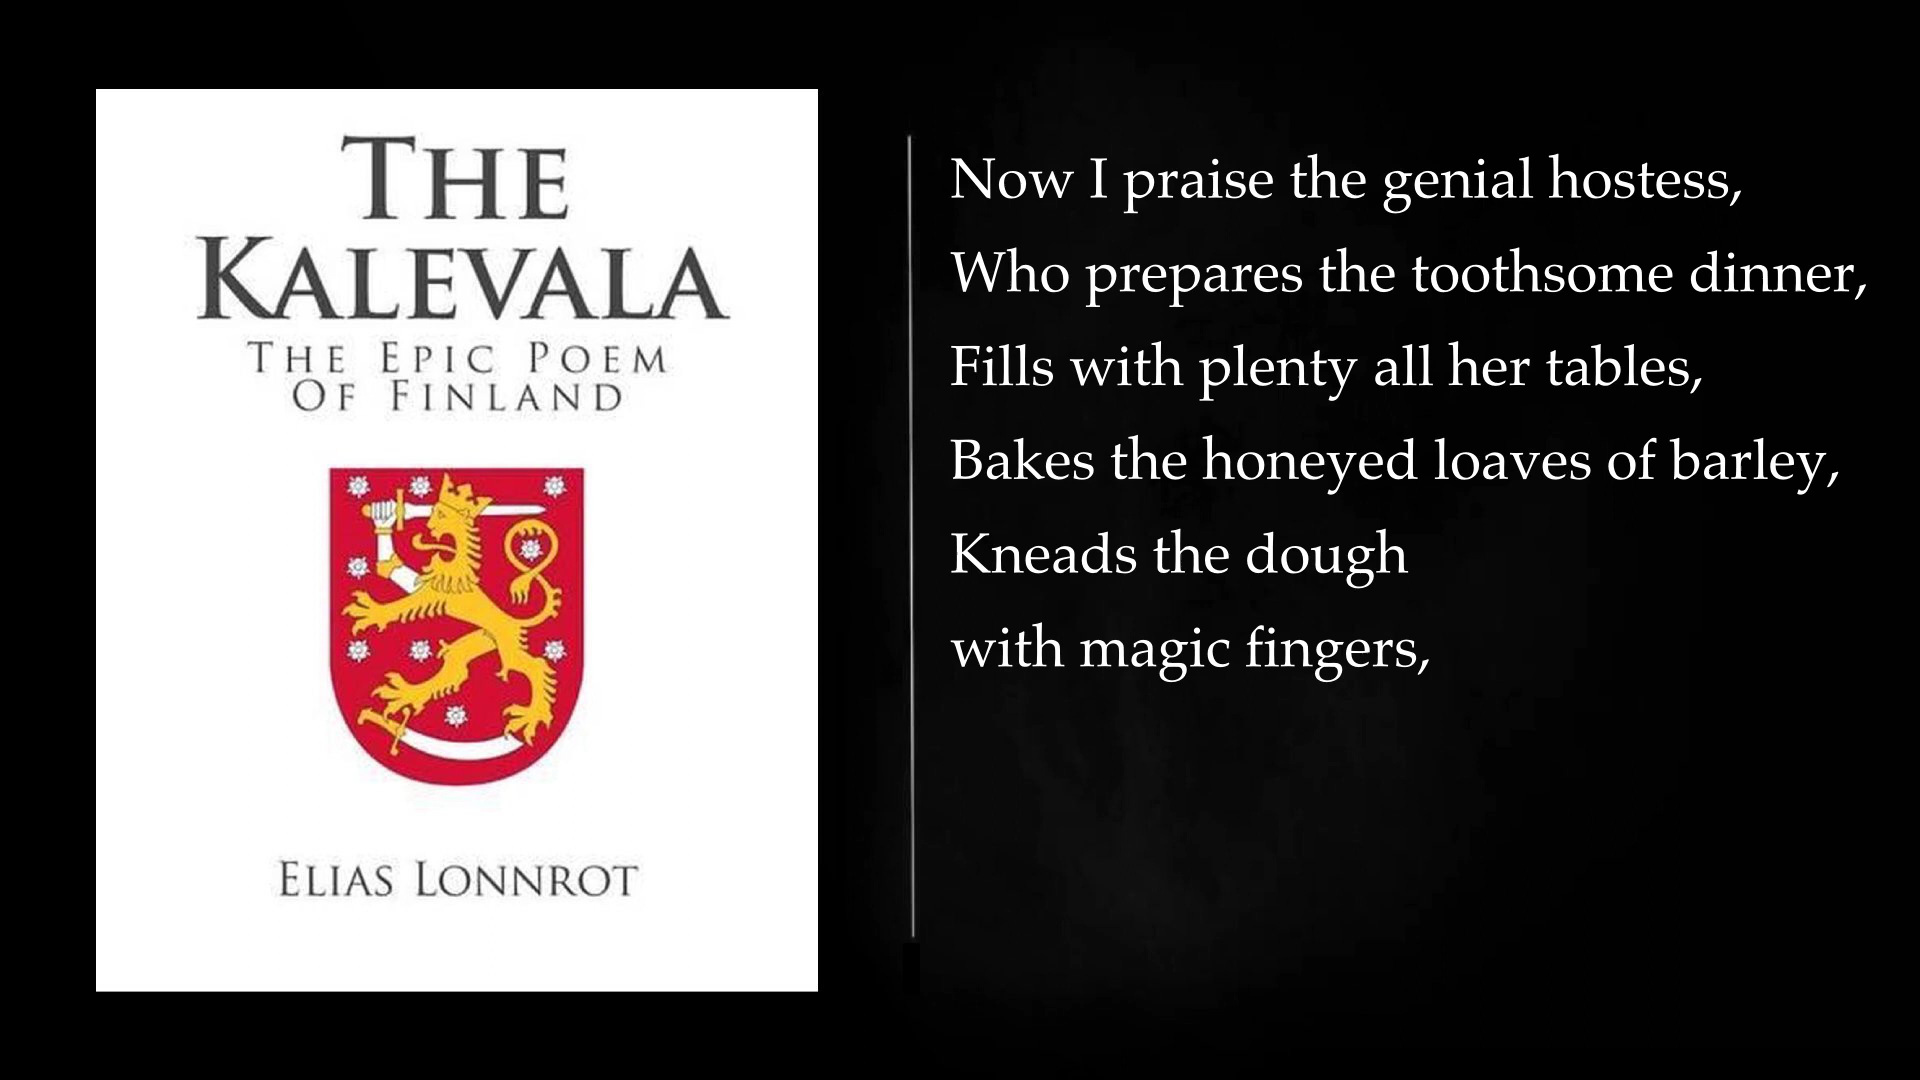 THE
KALEVALA
THE EPIC POEM
OF FINLAND
ELIAS LONNROT
Now I praise the genial hostess,
Who prepares the toothsome dinner,
Fills with plenty all her tables,
Bakes the honeyed loaves of barley,
Kneads the dough
with magic fingers,